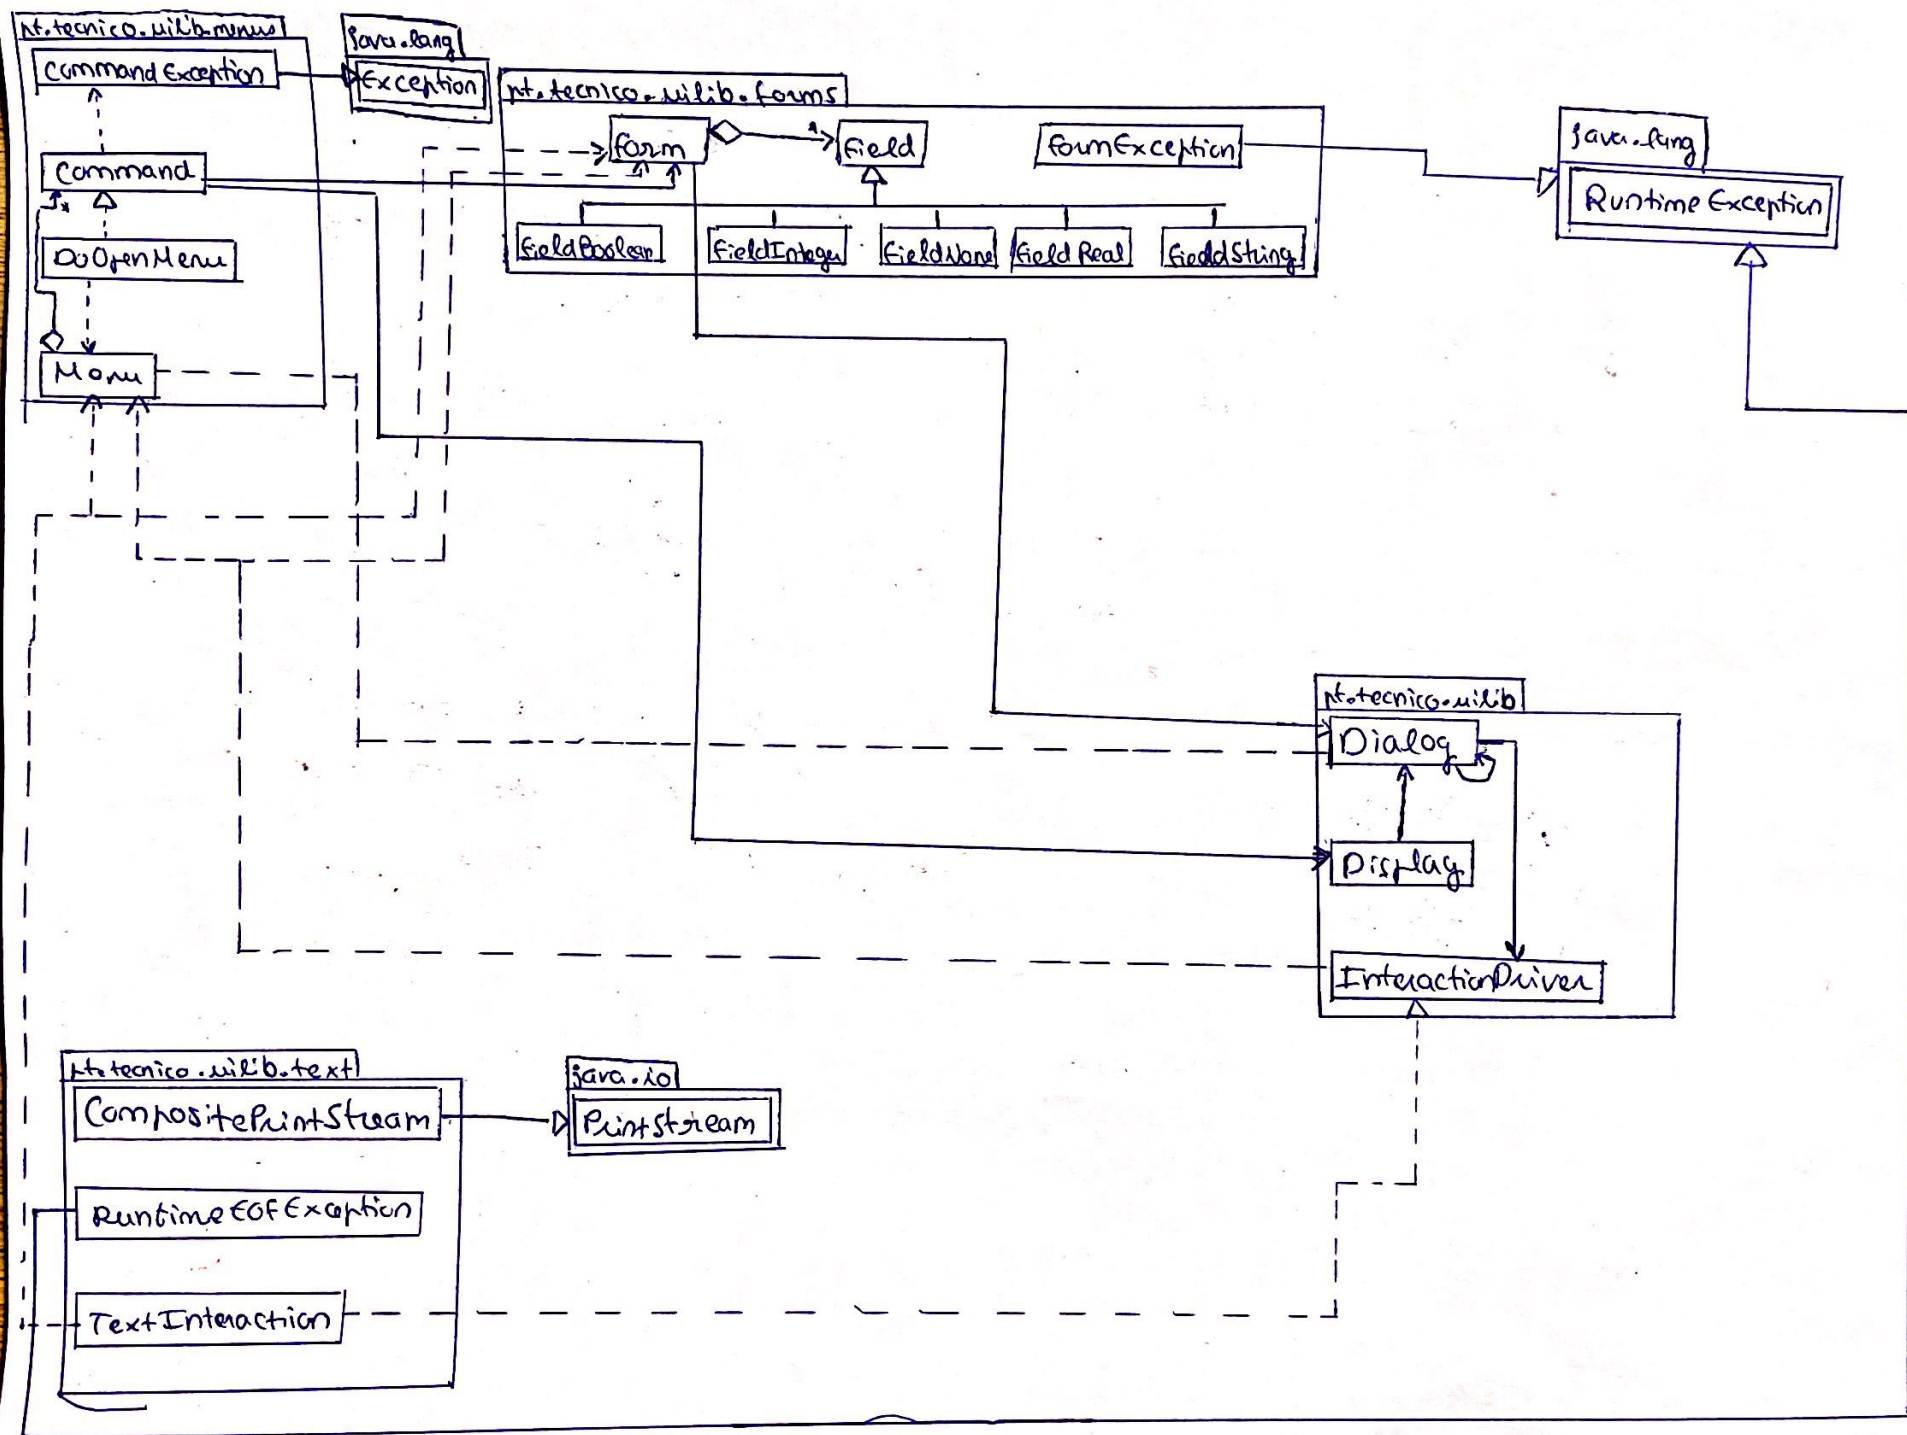 pt.tecnico.uilib.menus
CommandException
Command
*
DoOpenMenu
Menu
java.lang
Exception
pt.tecnico.uilib.forms
Form
*
Field
FormException
FieldBoolean
FieldInteger
FieldNone
FieldReal
FieldString
java.lang
RuntimeException
pt.tecnico.uilib
Dialog
Display
InteractionDriver
pt.tecnico.uilib.text
CompositePrintStream
RuntimeEOFException
TextInteraction
java.io
PrintStream